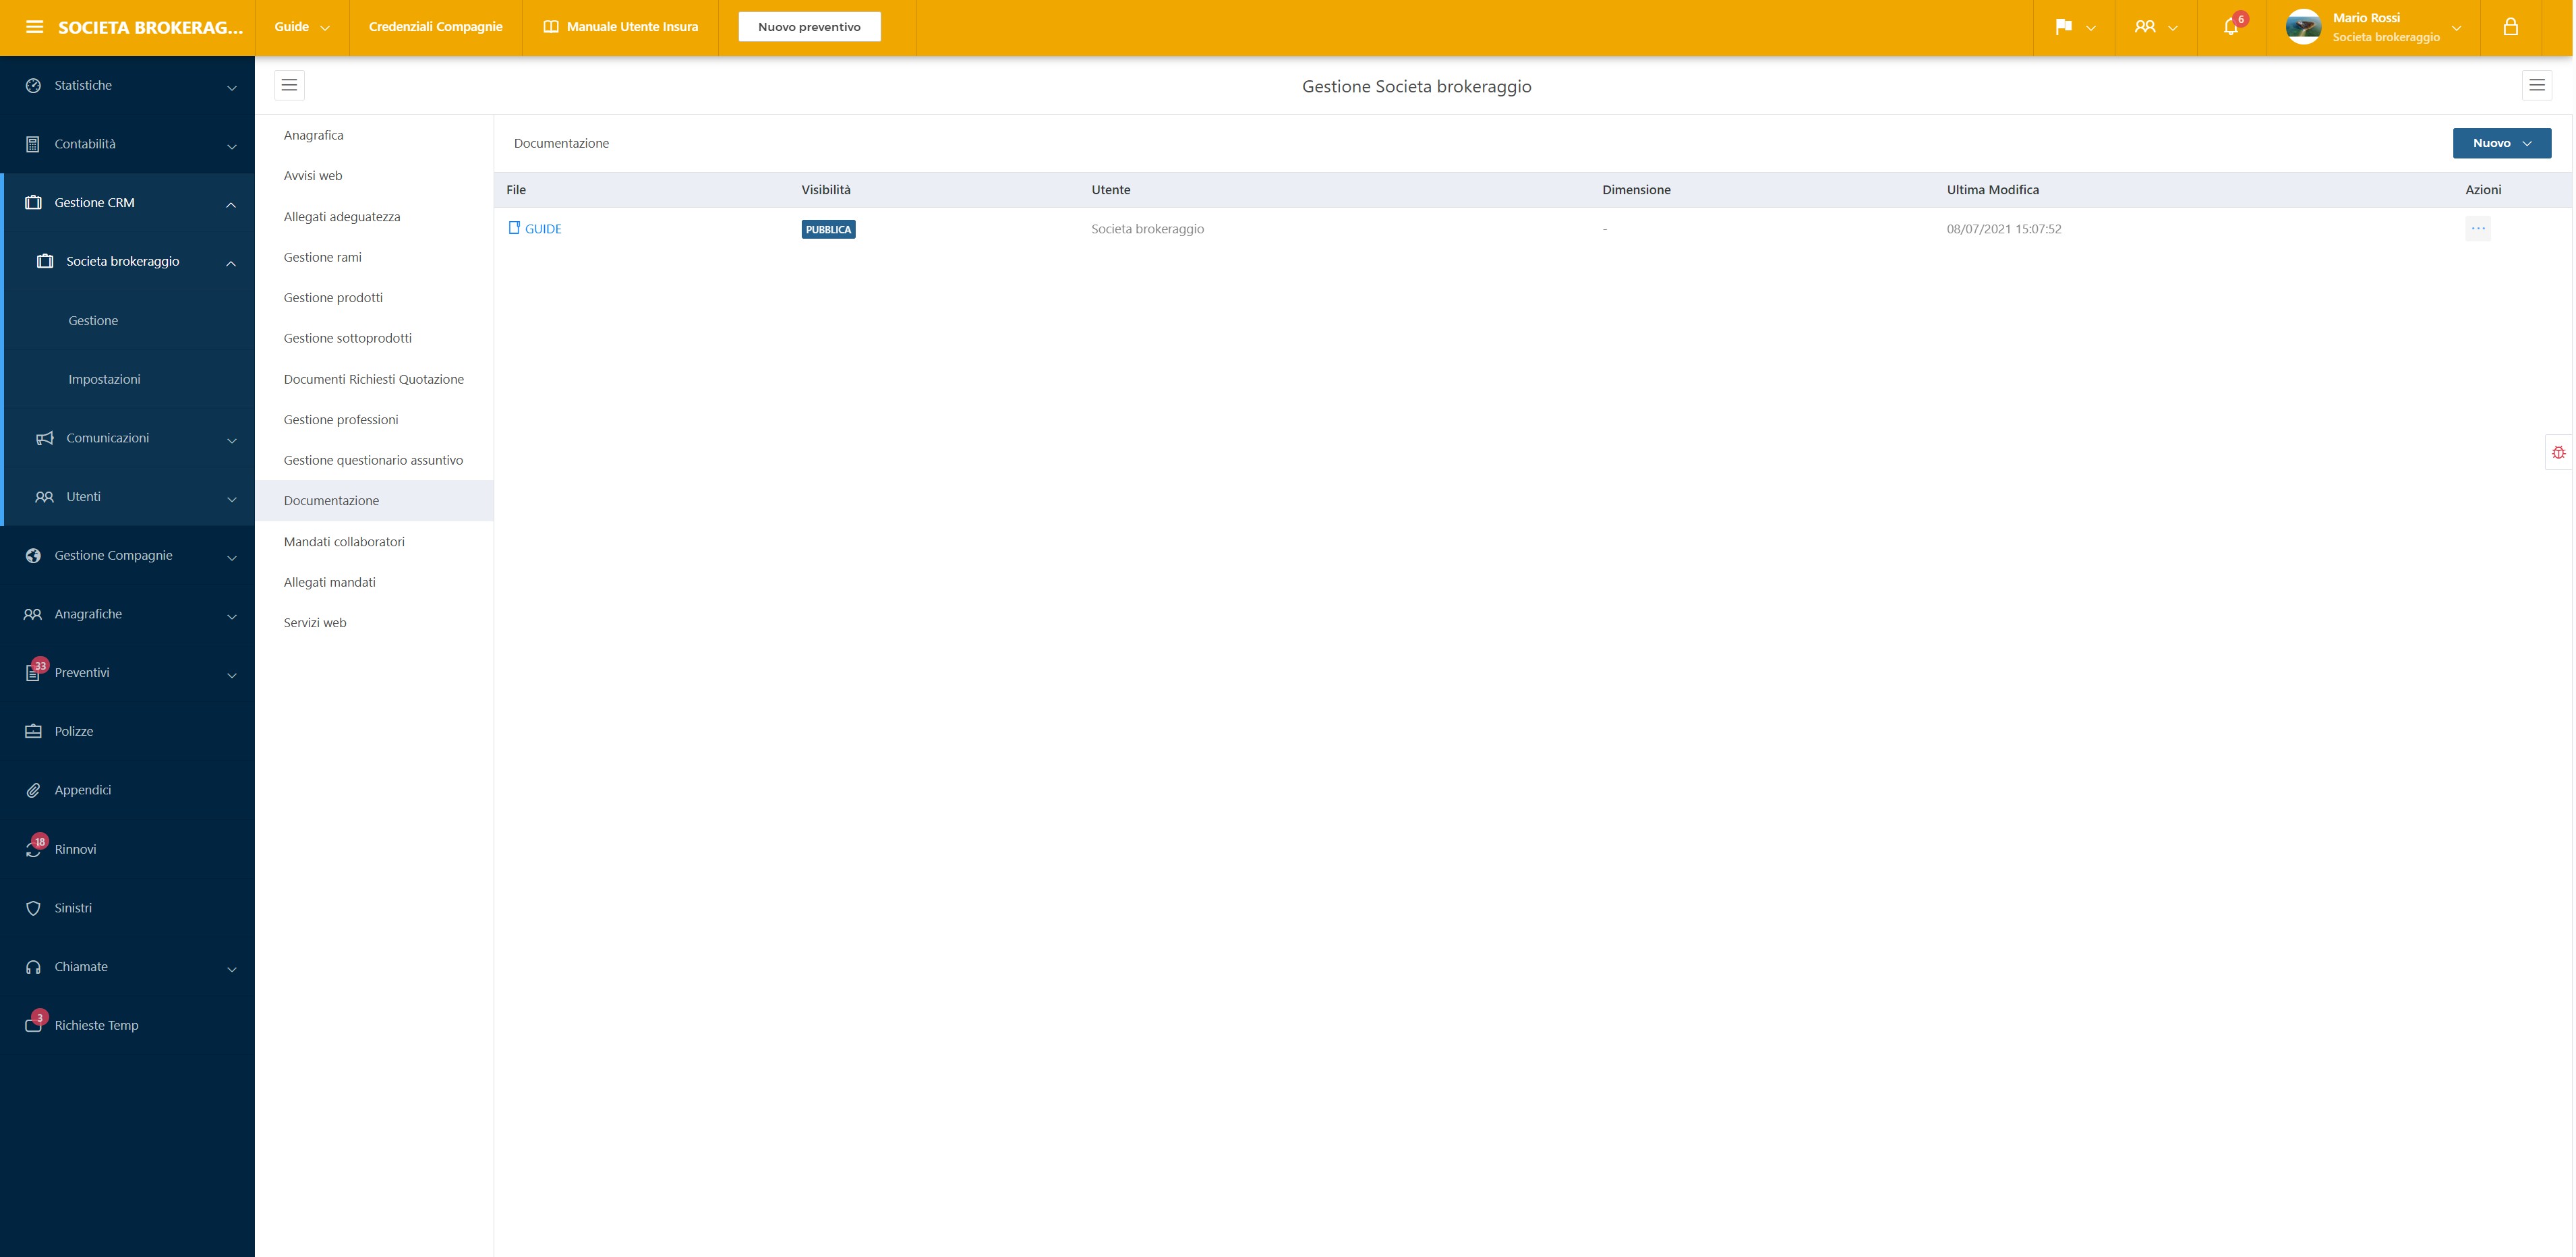 SOCIETA BROKERAG...
Guide
Credenziali Compagnie
Manuale Utente Insura
Nuovo preventivo
6
Mario Rossi
Societa brokeraggio
Statistiche
Contabilità
Gestione CRM
Societa brokeraggio
Gestione
Impostazioni
Comunicazioni
Utenti
Gestione Compagnie
Anagrafiche
33
Preventivi
Polizze
Appendici
18
Rinnovi
Sinistri
Chiamate
3
Richieste Temp
Gestione Societa brokeraggio
Anagrafica
Avvisi web
Allegati adeguatezza
Gestione rami
Gestione prodotti
Gestione sottoprodotti
Documenti Richiesti Quotazione
Gestione professioni
Gestione questionario assuntivo
Documentazione
Mandati collaboratori
Allegati mandati
Servizi web
Documentazione
Nuovo
File Visibilità Utente Dimensione Ultima Modifica Azioni
GUIDE PUBBLICA Societa brokeraggio - 08/07/2021 15:07:52 ...